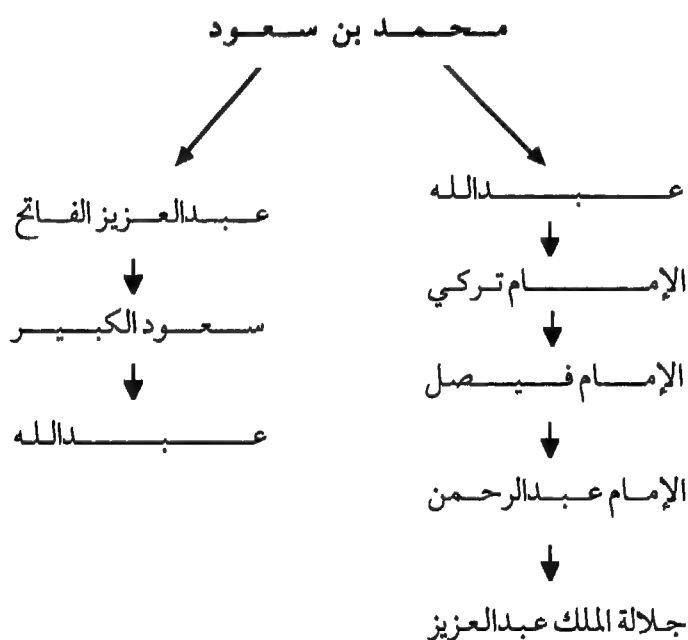 محمد بن سعود
عبدالله
عبدالعزيز الفاتح
الإمام تركي
سعود الكبير
الإمام فيصل
عبدالله
الإمام عبدالرحمن
جلالة الملك عبدالعزيز